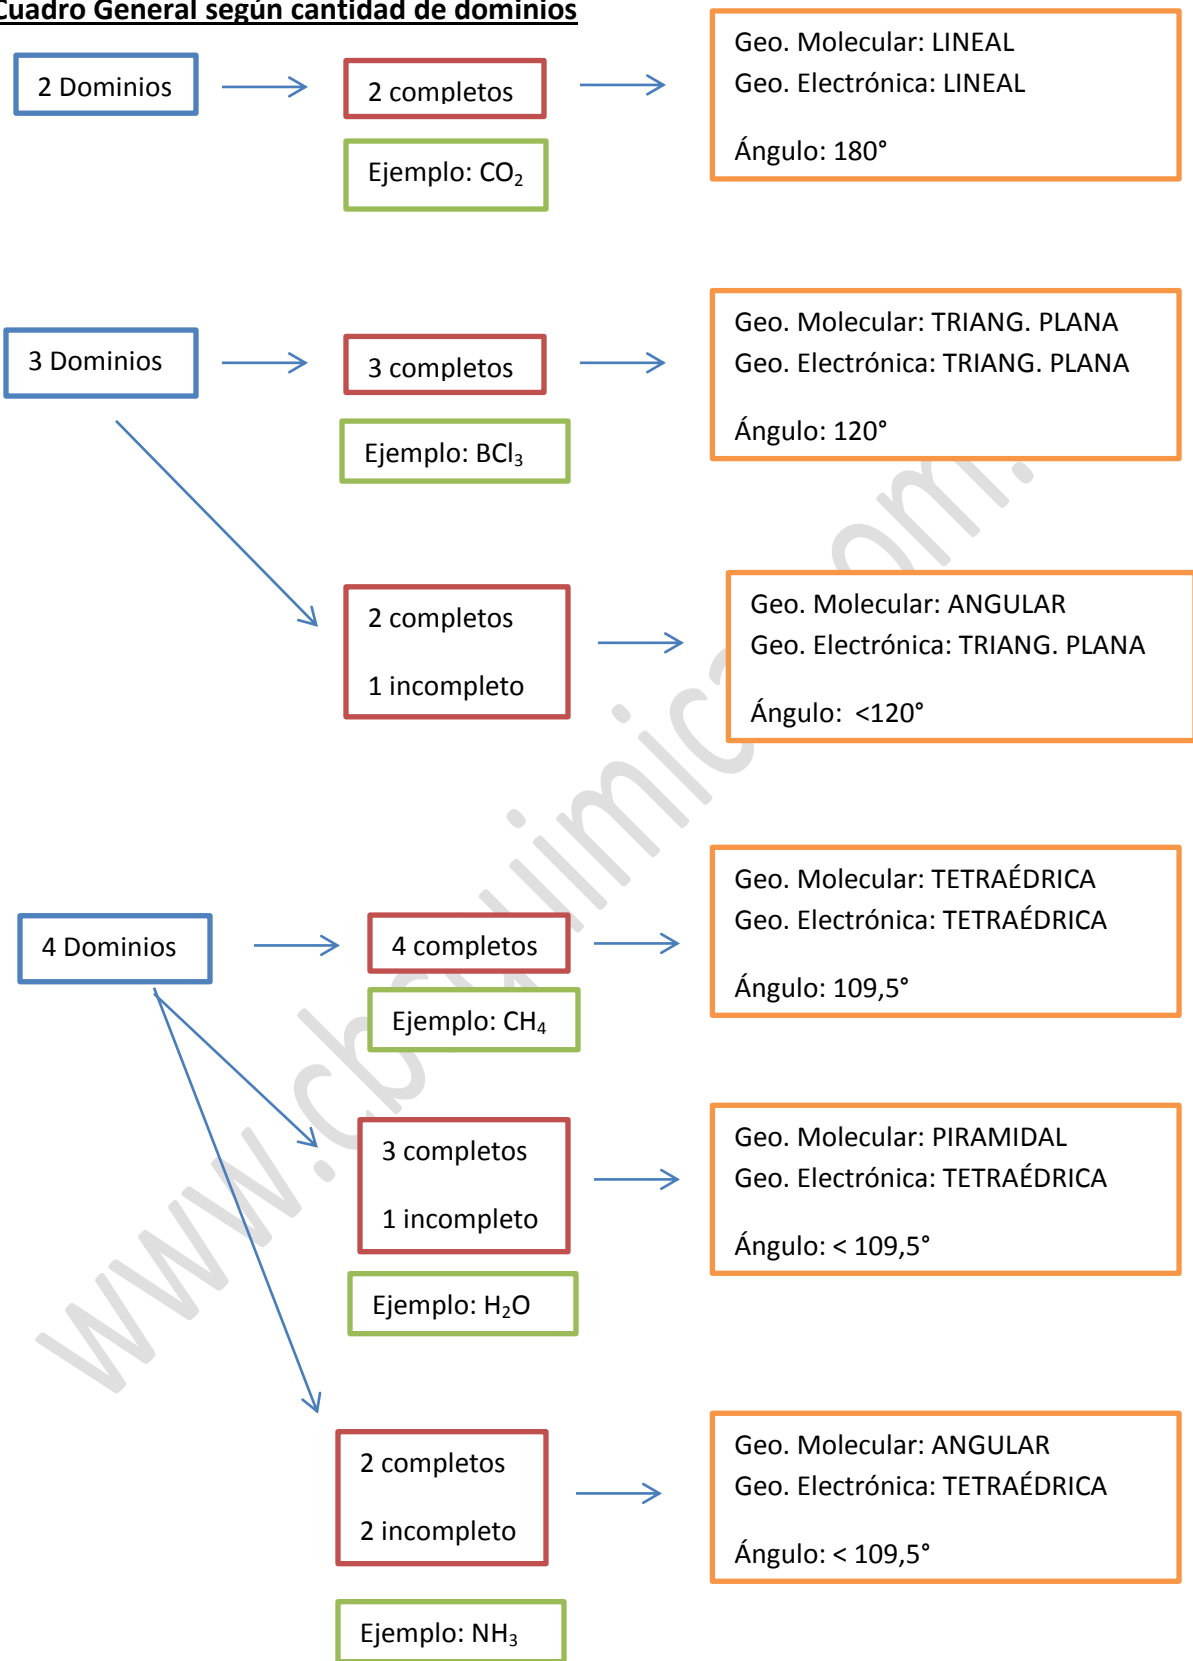 Cuadro General según cantidad de dominios
2 Dominios
2 completos
Ejemplo: CO₂
Geo. Molecular: LINEAL
Geo. Electrónica: LINEAL
Ángulo: 180°
3 Dominios
3 completos
Ejemplo: BCl₃
Geo. Molecular: TRIANG. PLANA
Geo. Electrónica: TRIANG. PLANA
Ángulo: 120°
2 completos
1 incompleto
Geo. Molecular: ANGULAR
Geo. Electrónica: TRIANG. PLANA
Ángulo: <120°
4 Dominios
4 completos
Ejemplo: CH₄
Geo. Molecular: TETRAÉDRICA
Geo. Electrónica: TETRAÉDRICA
Ángulo: 109,5°
3 completos
1 incompleto
Ejemplo: H₂O
Geo. Molecular: PIRAMIDAL
Geo. Electrónica: TETRAÉDRICA
Ángulo: < 109,5°
2 completos
2 incompleto
Ejemplo: NH₃
Geo. Molecular: ANGULAR
Geo. Electrónica: TETRAÉDRICA
Ángulo: < 109,5°